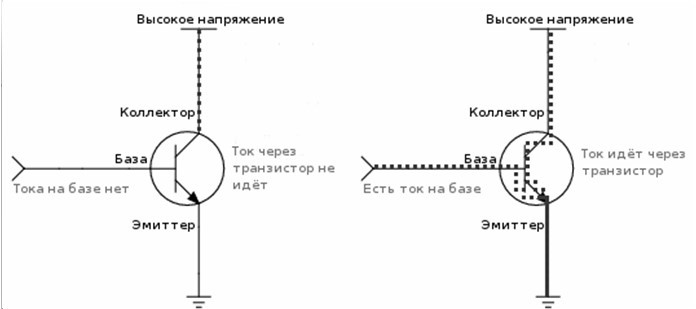 Высокое напряжение
Коллектор
База
Ток через
транзистор не
идёт
Тока на базе нет
Эмиттер
Высокое напряжение
Коллектор
База
Ток идёт через
транзистор
Есть ток на базе
Эмиттер